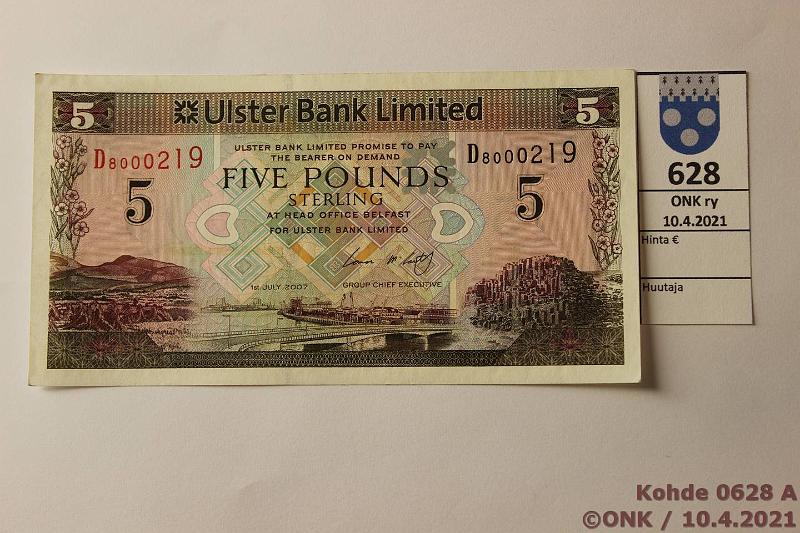 5 Ulster Bank Limited 5
ULSTER BANK LIMITED PROMISE TO PAY
THE BEARER ON DEMAND
D8000219 D8000219
FIVE POUNDS
STERLING
5 5
AT HEAD OFFICE BELFAST
FOR ULSTER BANK LIMITED
1ST JULY 2007 GROUP CHIEF EXECUTIVE
628
ONK ry
10.4.2021
Hinta €
Huutaja
Kohde 0628 A
©ONK / 10.4.2021